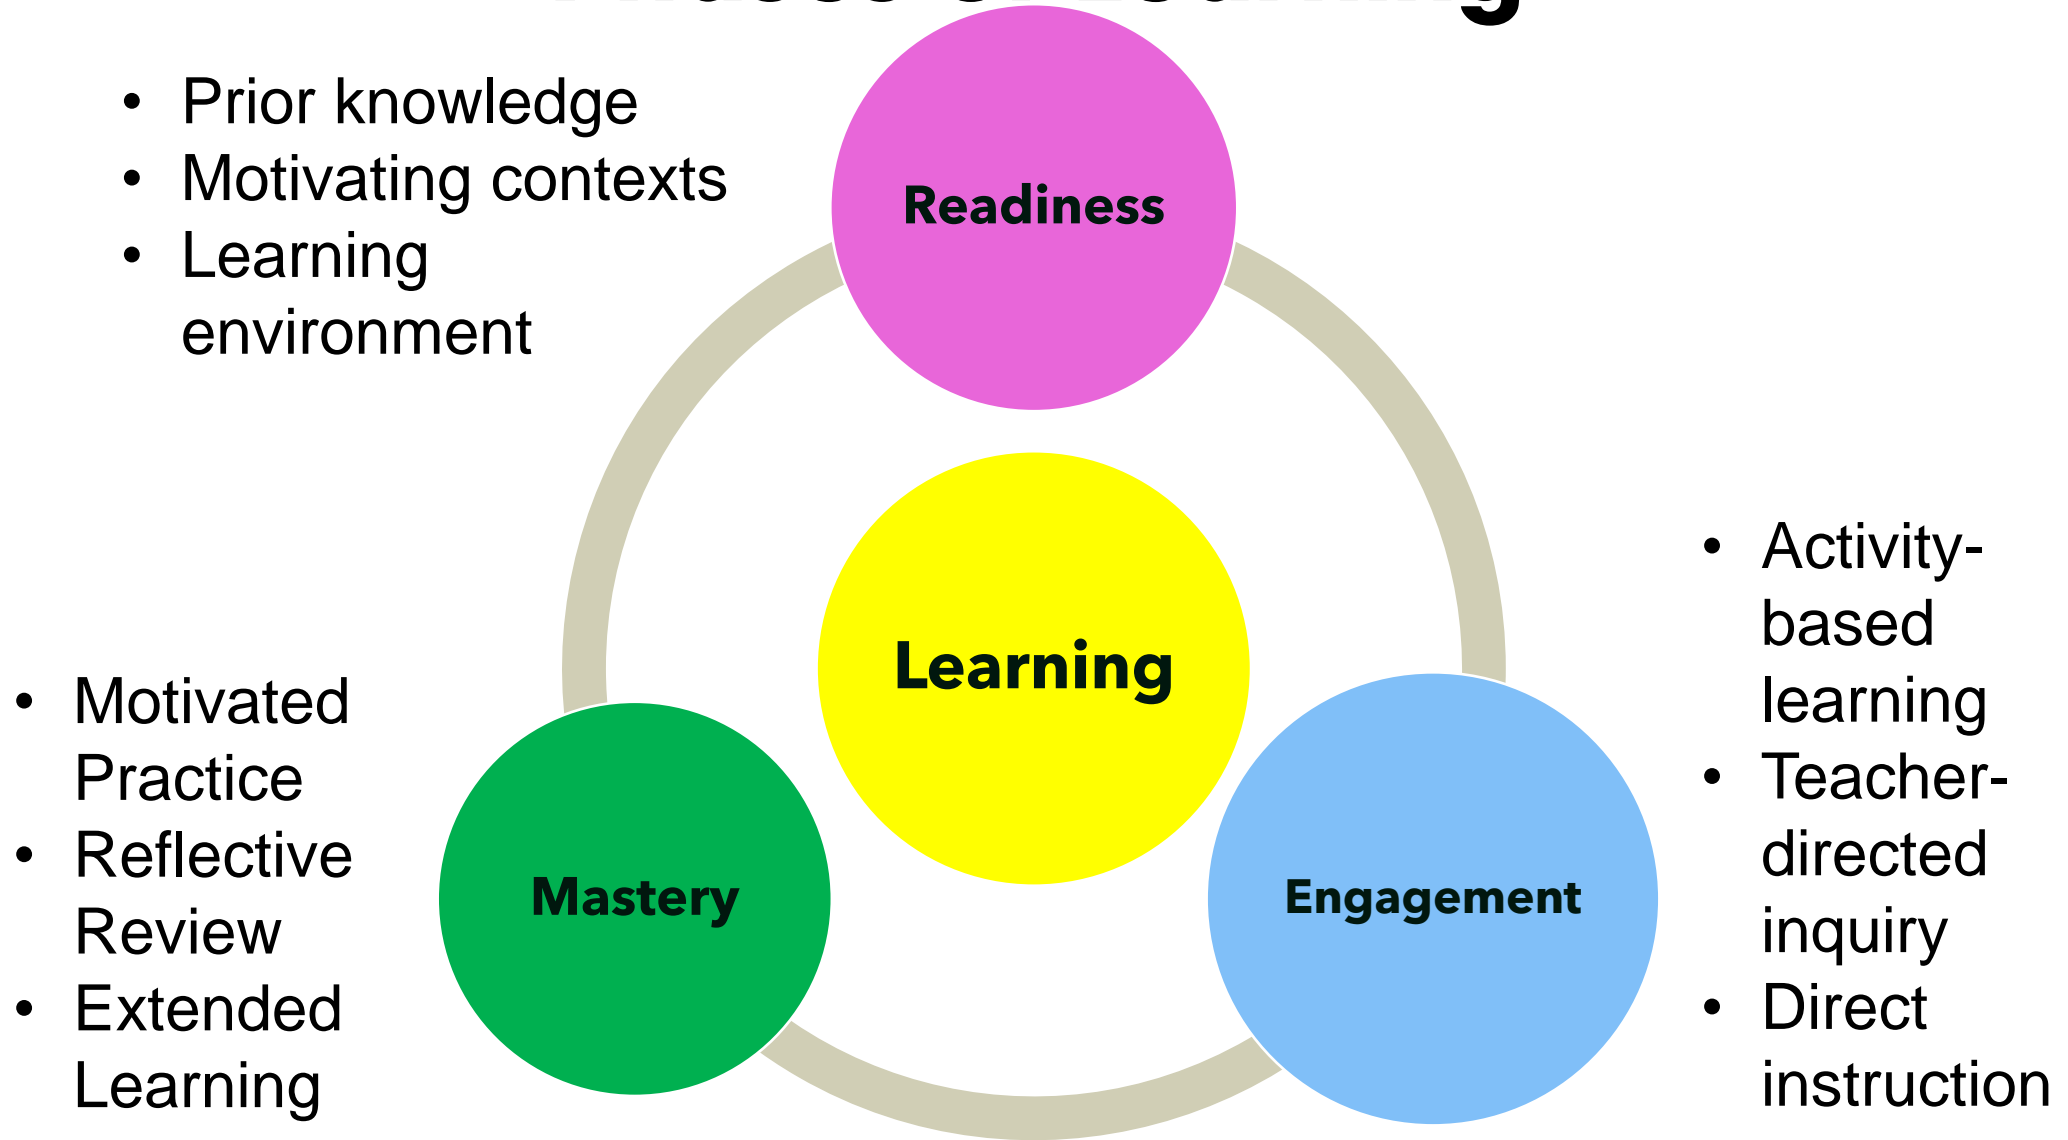 • Prior knowledge
• Motivating contexts
• Learning
environment
Readiness
Learning
• Activity-
based
learning
• Teacher-
directed
inquiry
• Direct
instruction
Engagement
• Motivated
Practice
• Reflective
Review
• Extended
Learning
Mastery